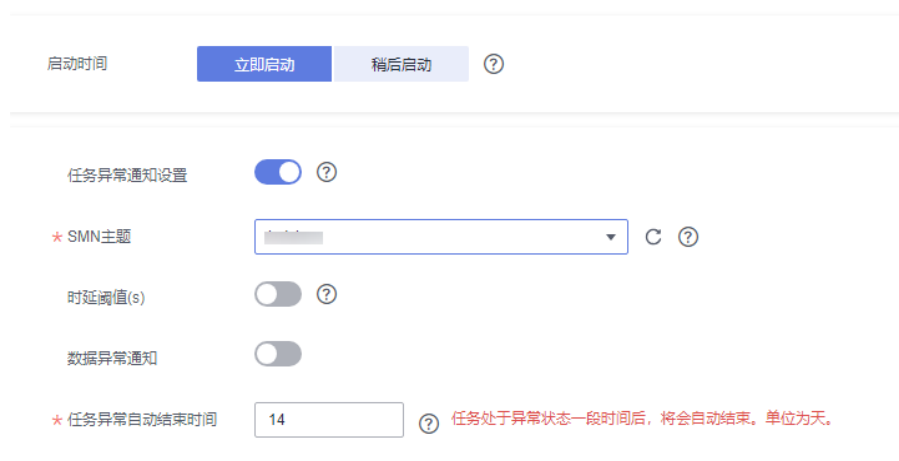 启动时间 立即启动 稍后启动 ?
任务异常通知设置 ?
* SMN主题 ?
时延阈值(s) ?
数据异常通知
* 任务异常自动结束时间 14 ? 任务处于异常状态一段时间后，将会自动结束。单位为天。